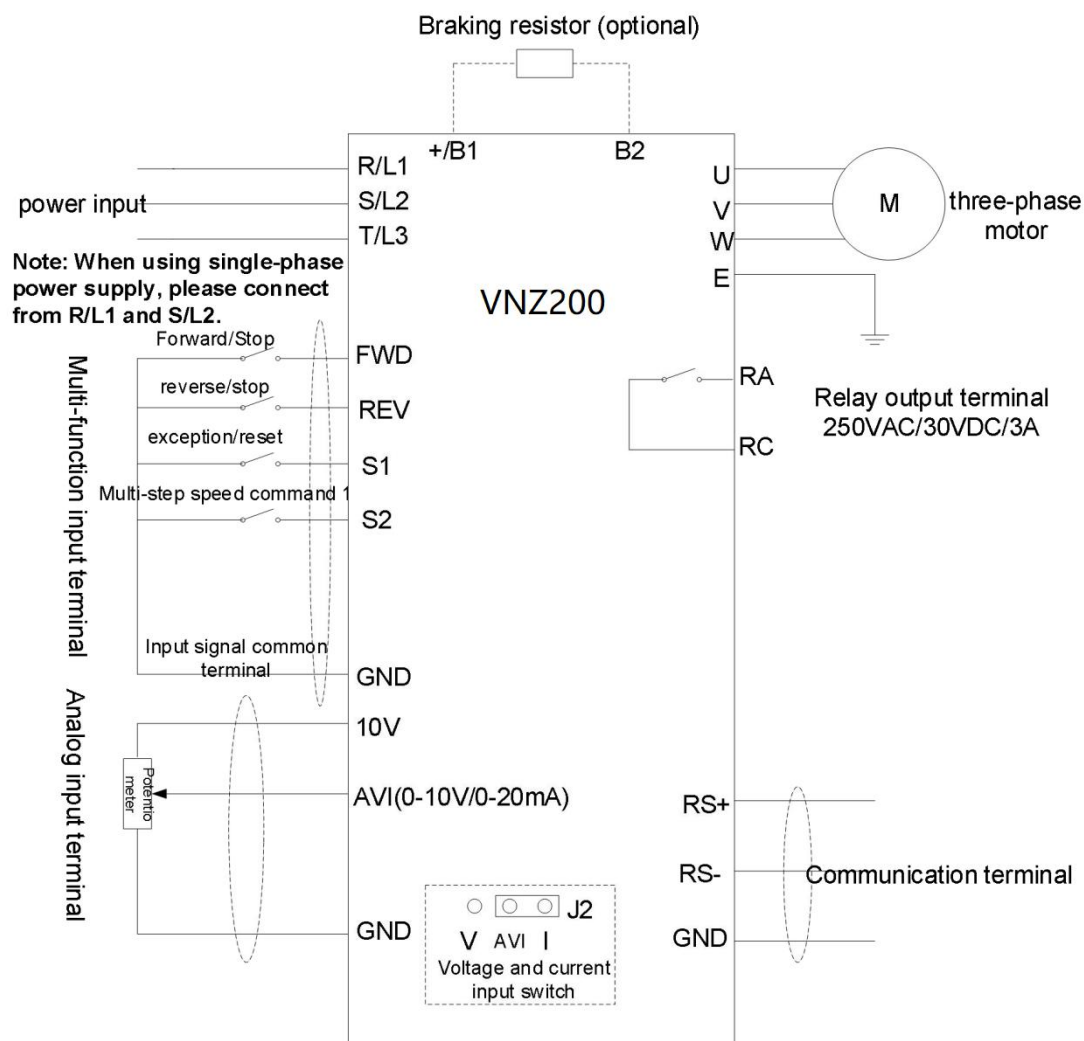 Braking resistor (optional)
+/B1
B2
R/L1
S/L2
T/L3
power input
Note: When using single-phase
power supply, please connect
from R/L1 and S/L2.
U
V
W
E
M
three-phase
motor
VNZ200
Multi-function input terminal
Forward/Stop
FWD
reverse/stop
REV
exception/reset
S1
Multi-step speed command 1
S2
Input signal common
terminal
GND
RA
RC
Relay output terminal
250VAC/30VDC/3A
Analog input terminal
10V
Potentio
meter
AVI(0-10V/0-20mA)
GND
J2
V AVI I
Voltage and current
input switch
RS+
RS-
GND
Communication terminal